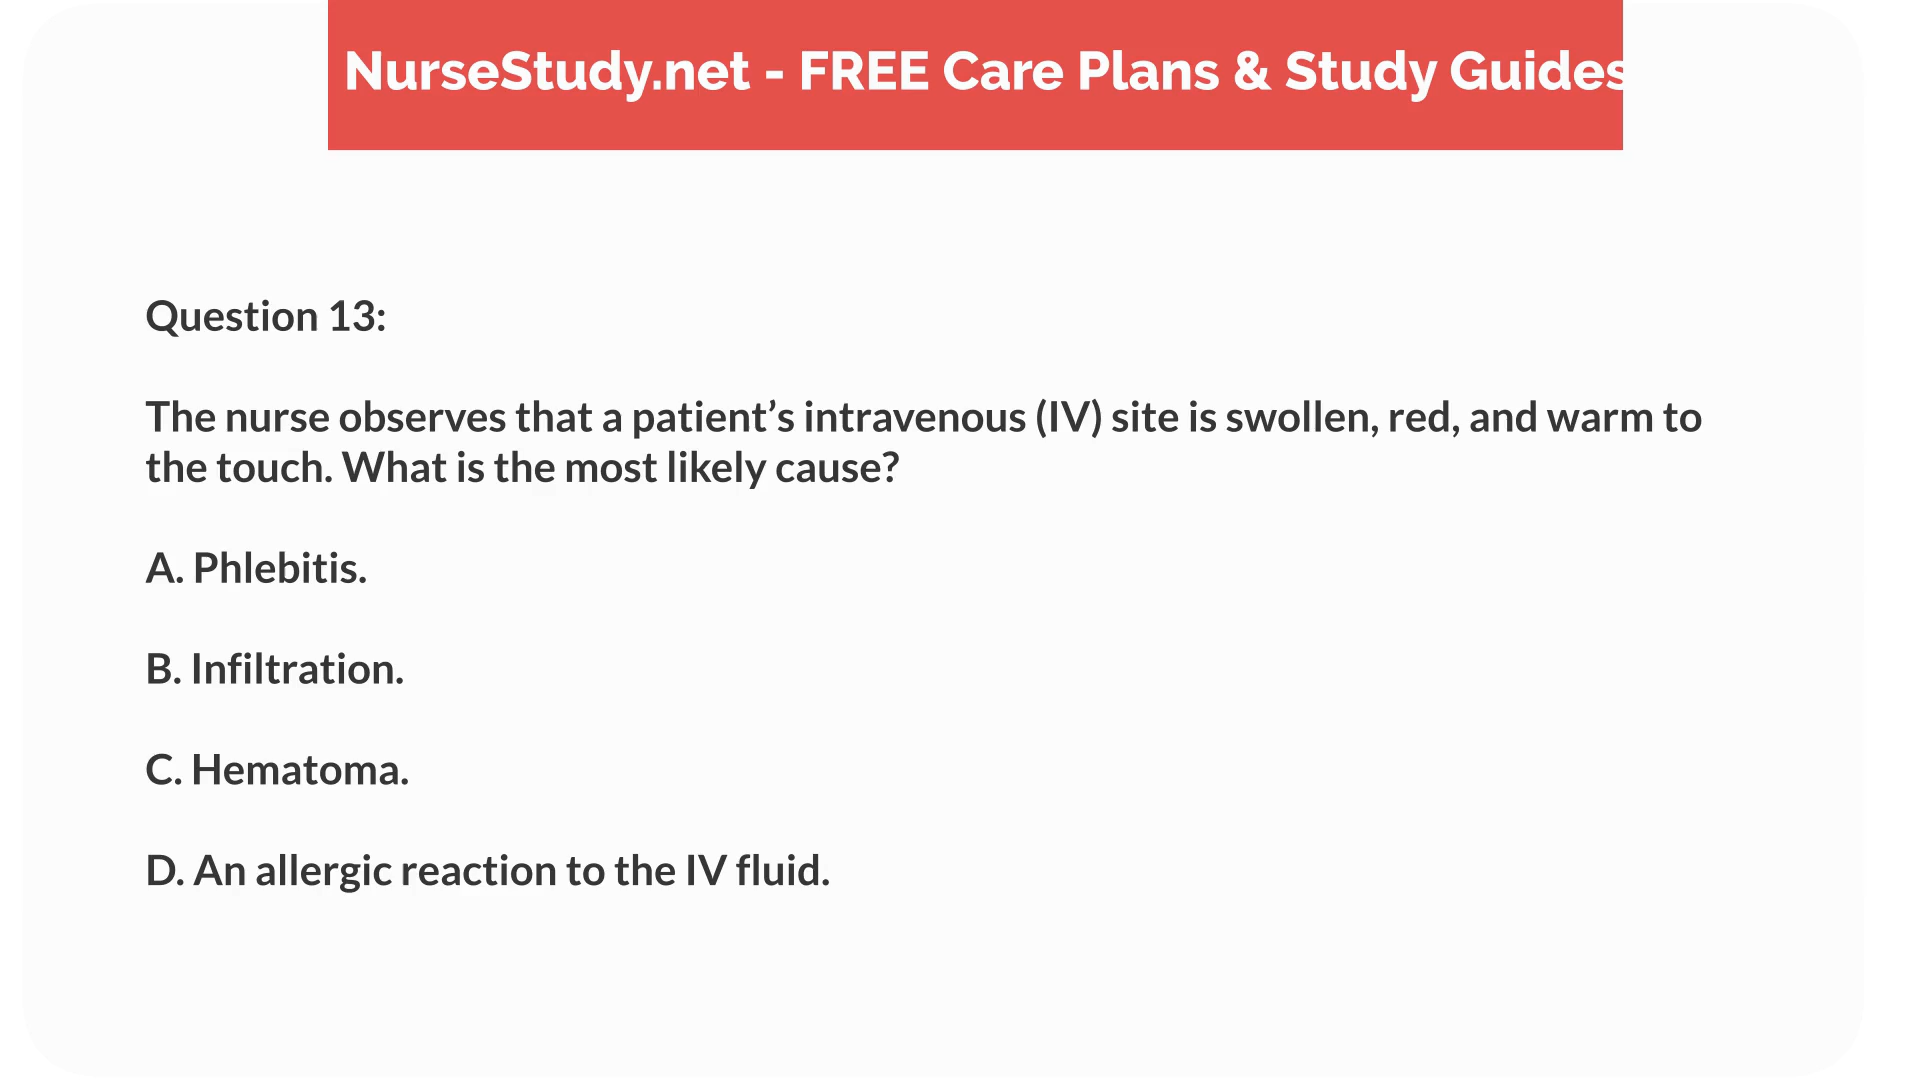 NurseStudy.net - FREE Care Plans & Study Guides
Question 13:
The nurse observes that a patient’s intravenous (IV) site is swollen, red, and warm to
the touch. What is the most likely cause?
A. Phlebitis.
B. Infiltration.
C. Hematoma.
D. An allergic reaction to the IV fluid.